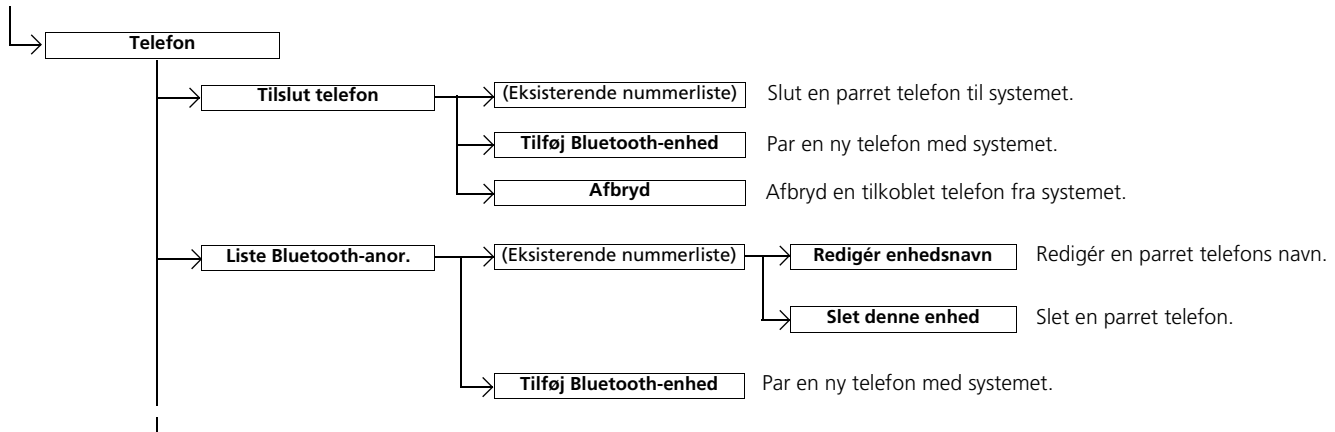 Telefon
Tilslut telefon
(Eksisterende nummerliste)
Slut en parret telefon til systemet.
Tilføj Bluetooth-enhed
Par en ny telefon med systemet.
Afbryd
Afbryd en tilkoblet telefon fra systemet.
Liste Bluetooth-anor.
(Eksisterende nummerliste)
Redigér enhedsnavn
Redigér en parret telefons navn.
Slet denne enhed
Slet en parret telefon.
Tilføj Bluetooth-enhed
Par en ny telefon med systemet.